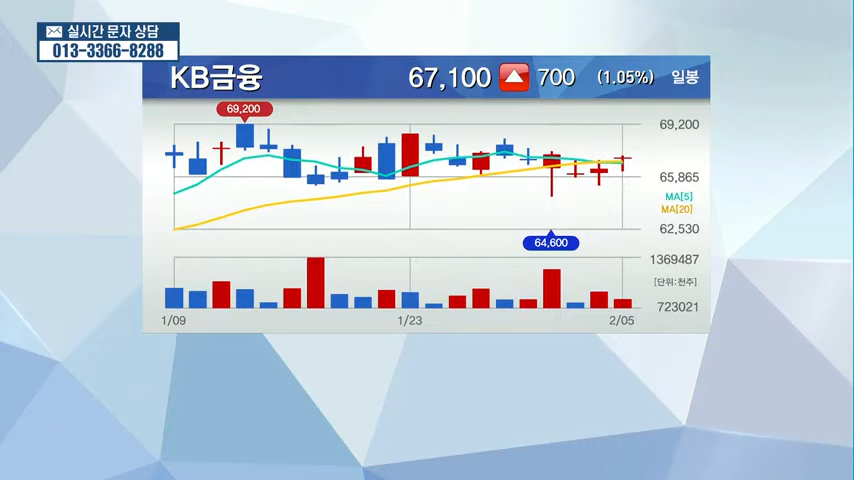 실시간 문자 상담
013-3366-8288
KB금융 67,100 700 (1.05%) 일봉
69,200
69,200
65,865
MA[5]
MA[20]
62,530
64,600
1369487
[단위:천주]
723021
1/09 1/23 2/05